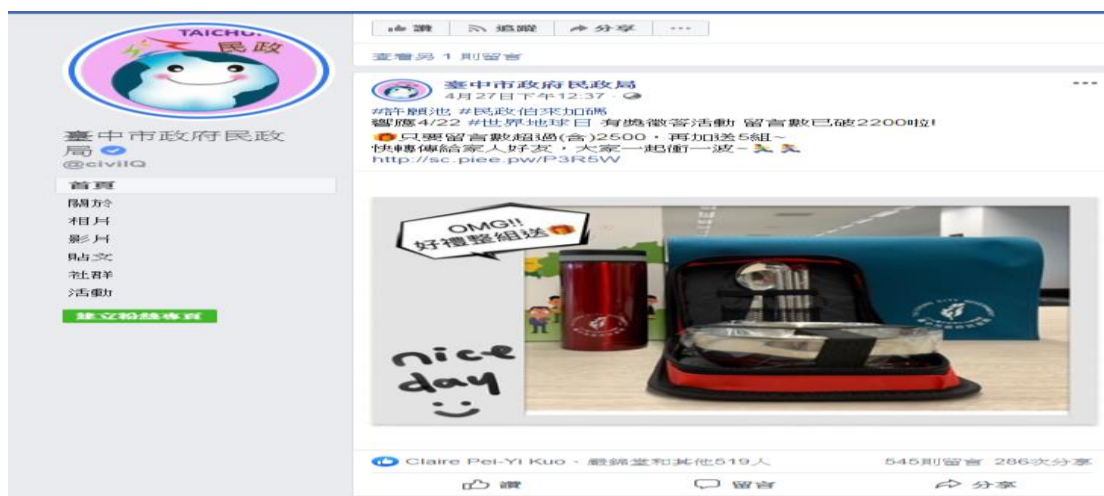 TAICHU
民政
臺中市政府民政
局
@civilQ
首頁
關於
相片
影片
貼文
社群
活動
建立粉絲專頁
讚 追蹤 分享 ...
查看另 1 則留言
臺中市政府民政局
4月27日下午12:37 ·
#許願池 #民政伯來加碼
響應4/22 #世界地球日 有獎徵答活動 留言數已破2200啦!
只要留言數超過(含)2500,再加送5組~
快轉傳給家人好友,大家一起衝一波~
http://sc.piee.pw/P3R5W
OMG!!
好禮整組送
nice
day
Claire Pei-Yi Kuo、嚴錦堂和其他519人 545則留言 286次分享
讚 留言 分享